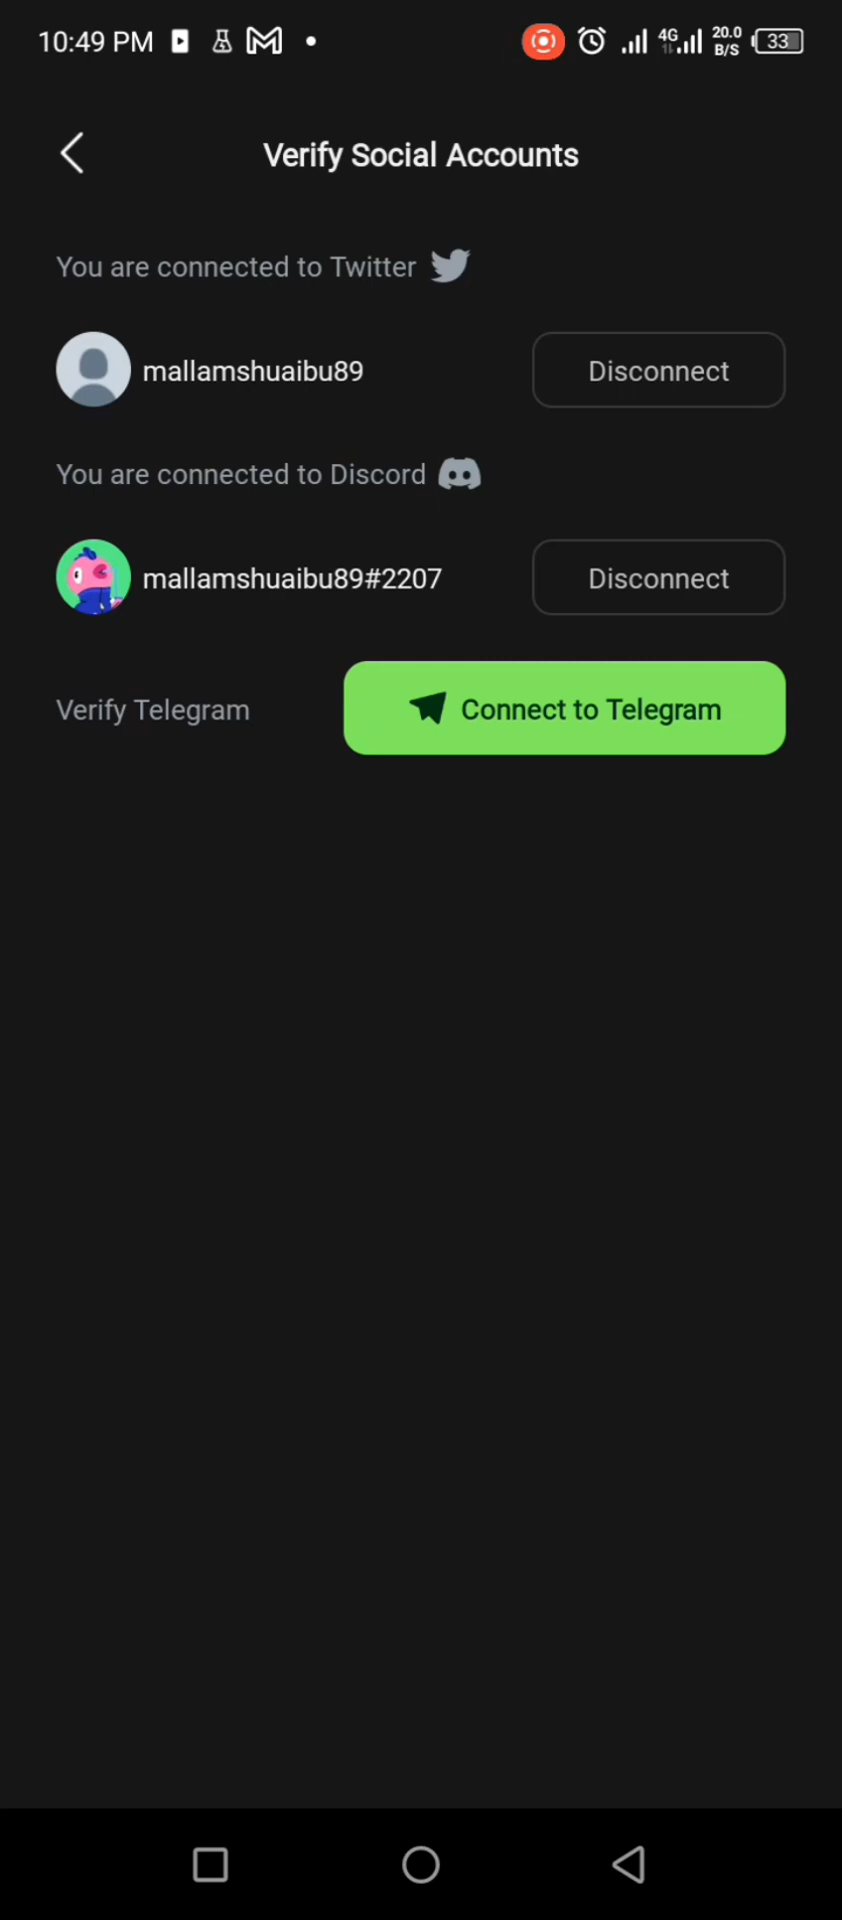 10:49 PM
4G
20.0
B/S
33
Verify Social Accounts
You are connected to Twitter
mallamshuaibu89
Disconnect
You are connected to Discord
mallamshuaibu89#2207
Disconnect
Verify Telegram
Connect to Telegram